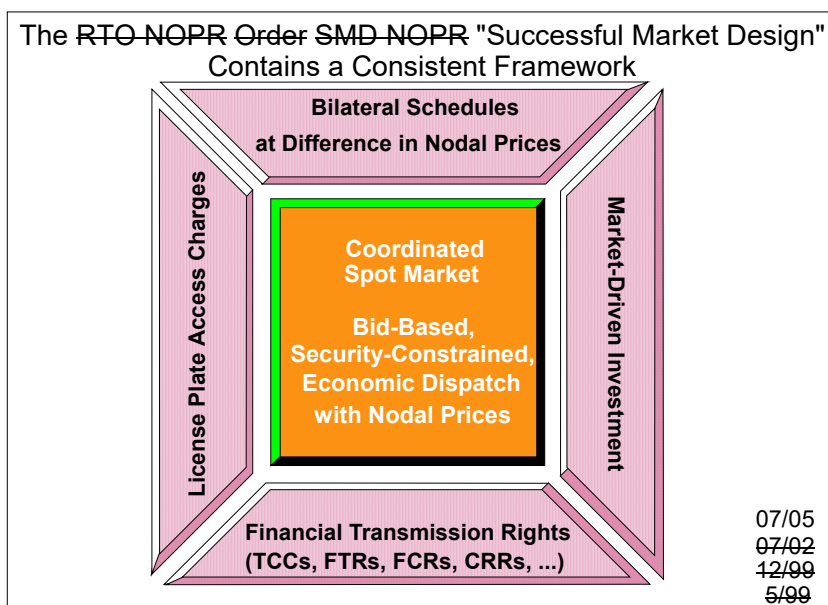 The RTO NOPR Order SMD NOPR "Successful Market Design"
Contains a Consistent Framework
Bilateral Schedules
at Difference in Nodal Prices
License Plate Access Charges
Coordinated
Spot Market
Bid-Based,
Security-Constrained,
Economic Dispatch
with Nodal Prices
Market-Driven Investment
Financial Transmission Rights
(TCCs, FTRs, FCRs, CRRs, ...)
07/05
07/02
12/99
5/99